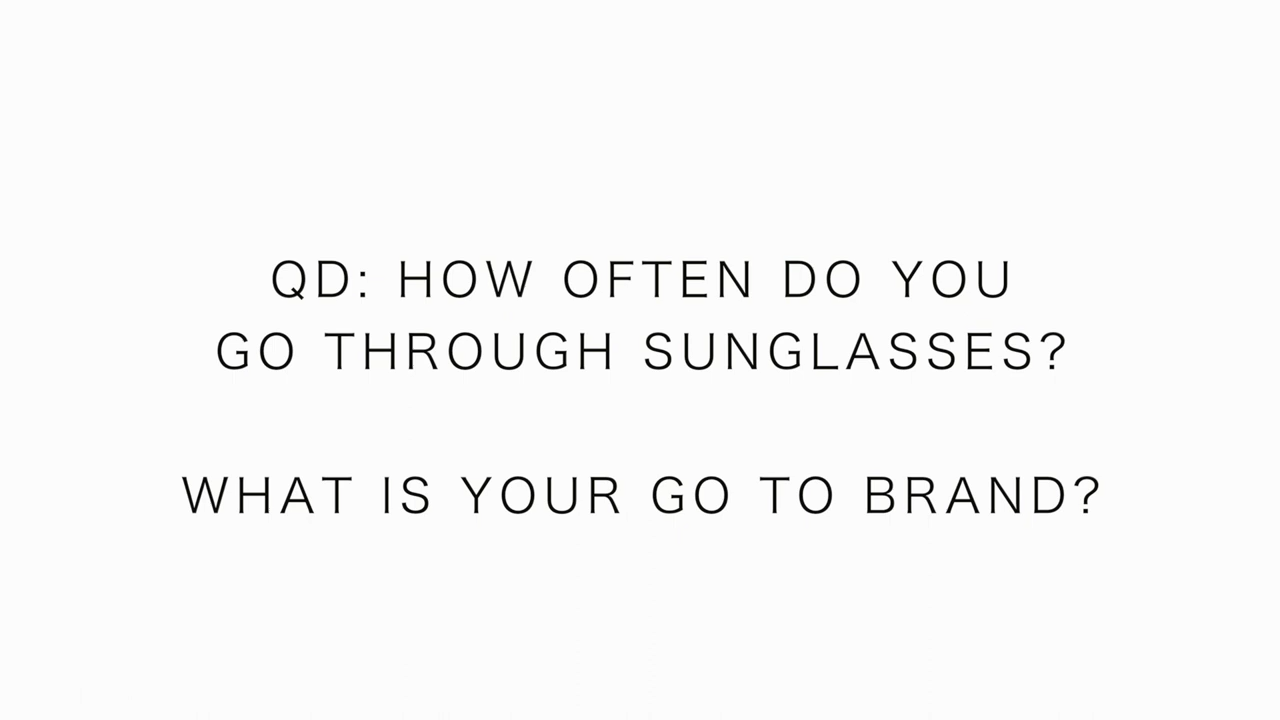 QD: HOW OFTEN DO YOU
GO THROUGH SUNGLASSES?
WHAT IS YOUR GO TO BRAND?